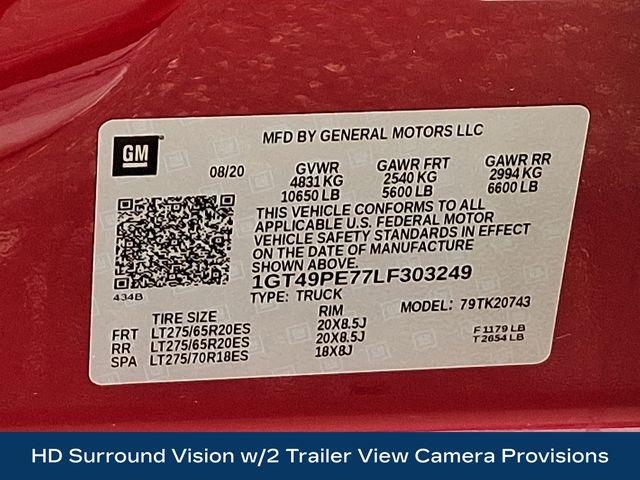 GM
MFD BY GENERAL MOTORS LLC
08/20
GVWR GAWR FRT GAWR RR
4831 KG 2540 KG 2994 KG
10650 LB 5600 LB 6600 LB
THIS VEHICLE CONFORMS TO ALL
APPLICABLE U.S. FEDERAL MOTOR
VEHICLE SAFETY STANDARDS IN EFFECT
ON THE DATE OF MANUFACTURE
SHOWN ABOVE.
1GT49PE77LF303249
434B
TYPE: TRUCK
MODEL: 79TK20743
TIRE SIZE RIM
FRT LT275/65R20ES 20X8.5J
RR LT275/65R20ES 20X8.5J
SPA LT275/70R18ES 18X8J
F 1179 LB
T 2654 LB
HD Surround Vision w/2 Trailer View Camera Provisions